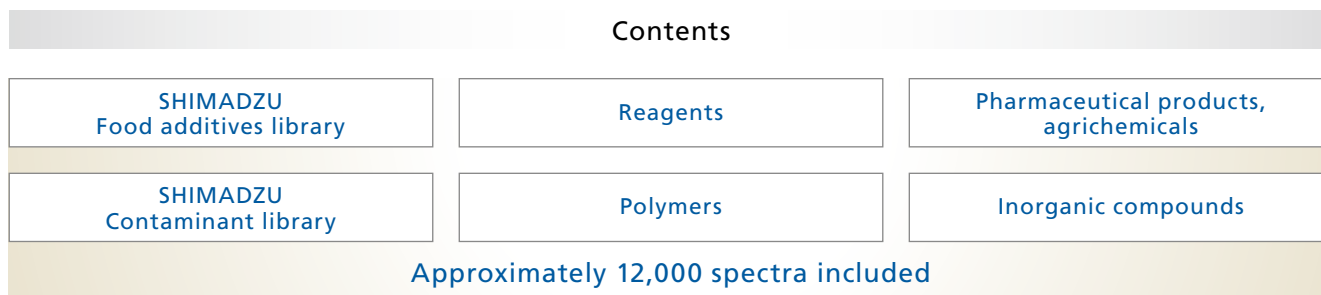 Contents
SHIMADZU
Food additives library
Reagents
Pharmaceutical products,
agrichemicals
SHIMADZU
Contaminant library
Polymers
Inorganic compounds
Approximately 12,000 spectra included